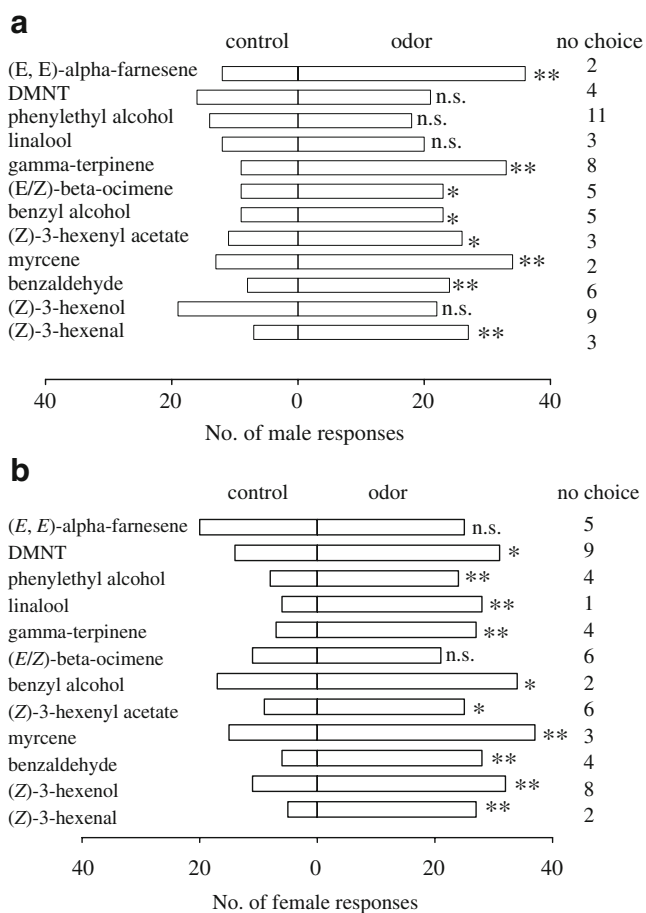 a
control odor no choice
(E, E)-alpha-farnesene ** 2
DMNT n.s. 4
phenylethyl alcohol n.s. 11
linalool n.s. 3
gamma-terpinene ** 8
(E/Z)-beta-ocimene * 5
benzyl alcohol * 5
(Z)-3-hexenyl acetate * 3
myrcene ** 2
benzaldehyde ** 6
(Z)-3-hexenol n.s. 9
(Z)-3-hexenal ** 3
40 20 0 20 40
No. of male responses
b
control odor no choice
(E, E)-alpha-farnesene n.s. 5
DMNT * 9
phenylethyl alcohol ** 4
linalool ** 1
gamma-terpinene ** 4
(E/Z)-beta-ocimene n.s. 6
benzyl alcohol * 2
(Z)-3-hexenyl acetate * 6
myrcene ** 3
benzaldehyde ** 4
(Z)-3-hexenol ** 8
(Z)-3-hexenal ** 2
40 20 0 20 40
No. of female responses